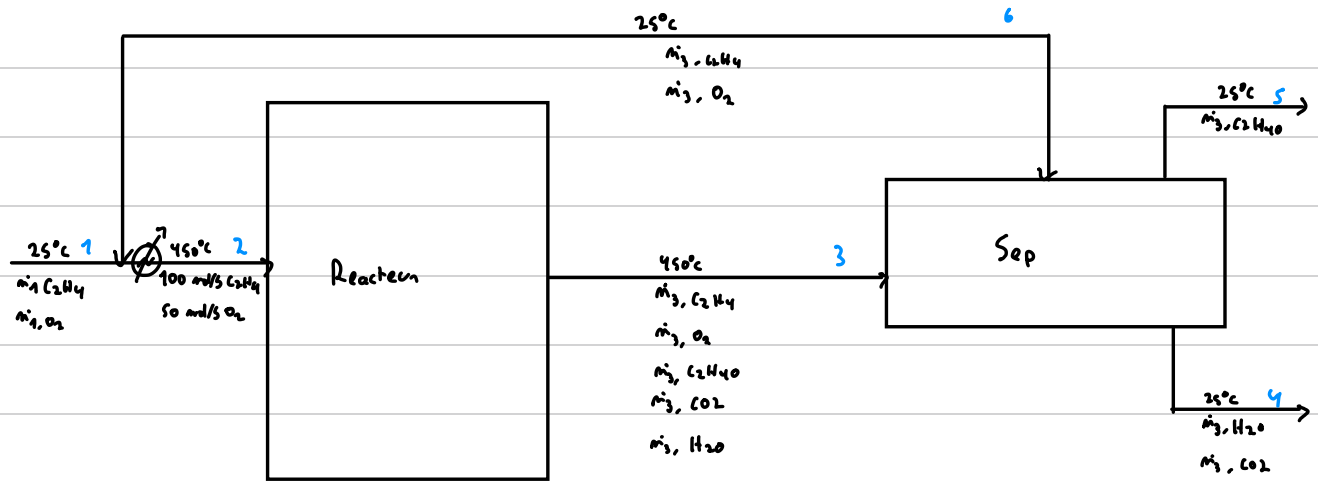 25°C
6
ṁ3, C2H4
ṁ3, O2
25°C 5
ṁ3, C2H4O
25°C 1
450°C 2
ṁ1 C2H4
ṁ1, O2
100 mol/s C2H4
50 mol/s O2
Reacteur
450°C 3
ṁ3, C2H4
ṁ3, O2
ṁ3, C2H4O
ṁ3, CO2
ṁ3, H2O
Sep
25°C 4
ṁ3, H2O
ṁ3, CO2